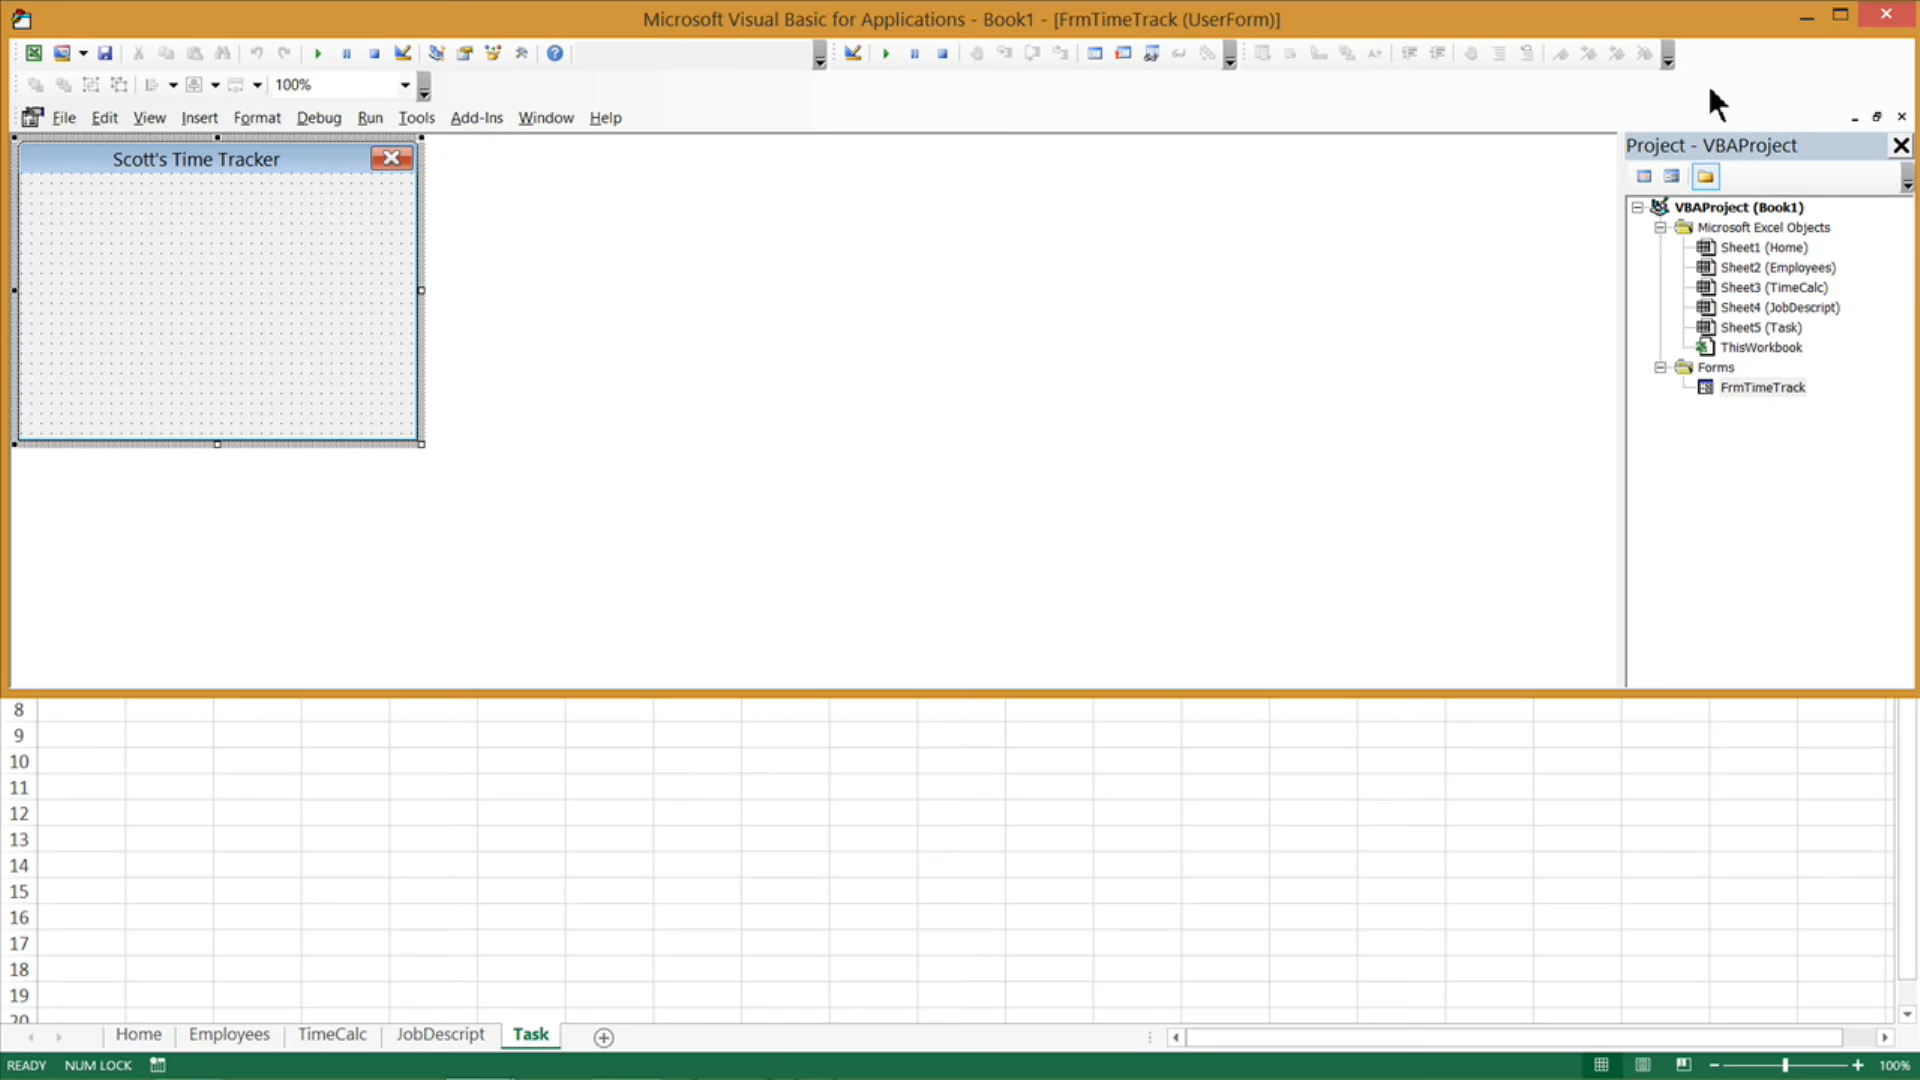 Microsoft Visual Basic for Applications - Book1 - [FrmTimeTrack (UserForm)]
100%
File Edit View Insert Format Debug Run Tools Add-Ins Window Help
Scott's Time Tracker
Project - VBAProject
VBAProject (Book1)
Microsoft Excel Objects
Sheet1 (Home)
Sheet2 (Employees)
Sheet3 (TimeCalc)
Sheet4 (JobDescript)
Sheet5 (Task)
ThisWorkbook
Forms
FrmTimeTrack
8
9
10
11
12
13
14
15
16
17
18
19
20
Home Employees TimeCalc JobDescript Task
READY NUM LOCK 100%